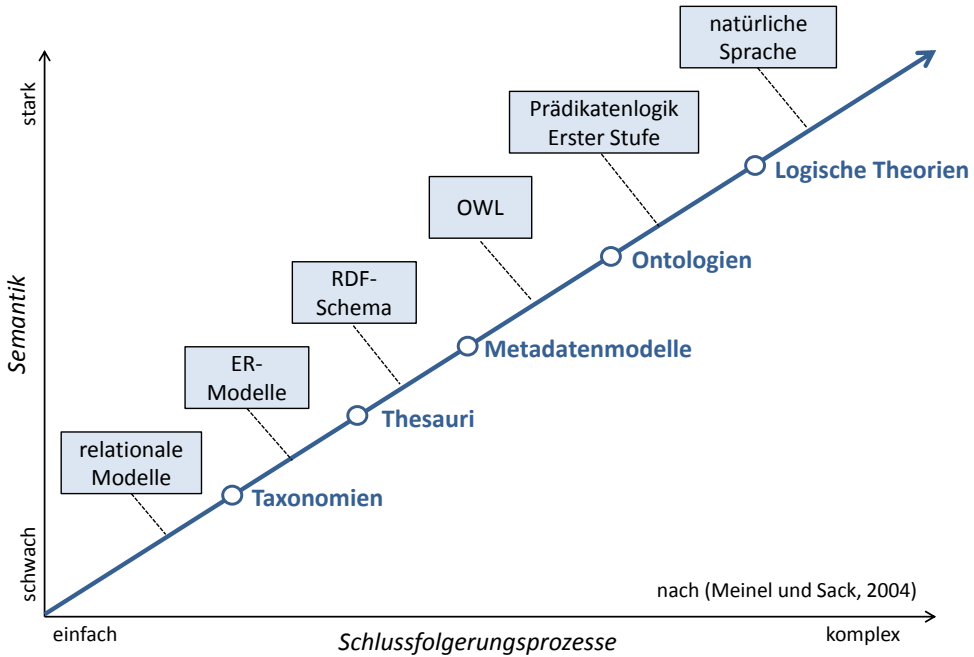 natürliche
Sprache
stark
Prädikatenlogik
Erster Stufe
Logische Theorien
OWL
Ontologien
RDF-
Schema
Semantik
Metadatenmodelle
ER-
Modelle
Thesauri
relationale
Modelle
Taxonomien
schwach
nach (Meinel und Sack, 2004)
einfach
Schlussfolgerungsprozesse
komplex